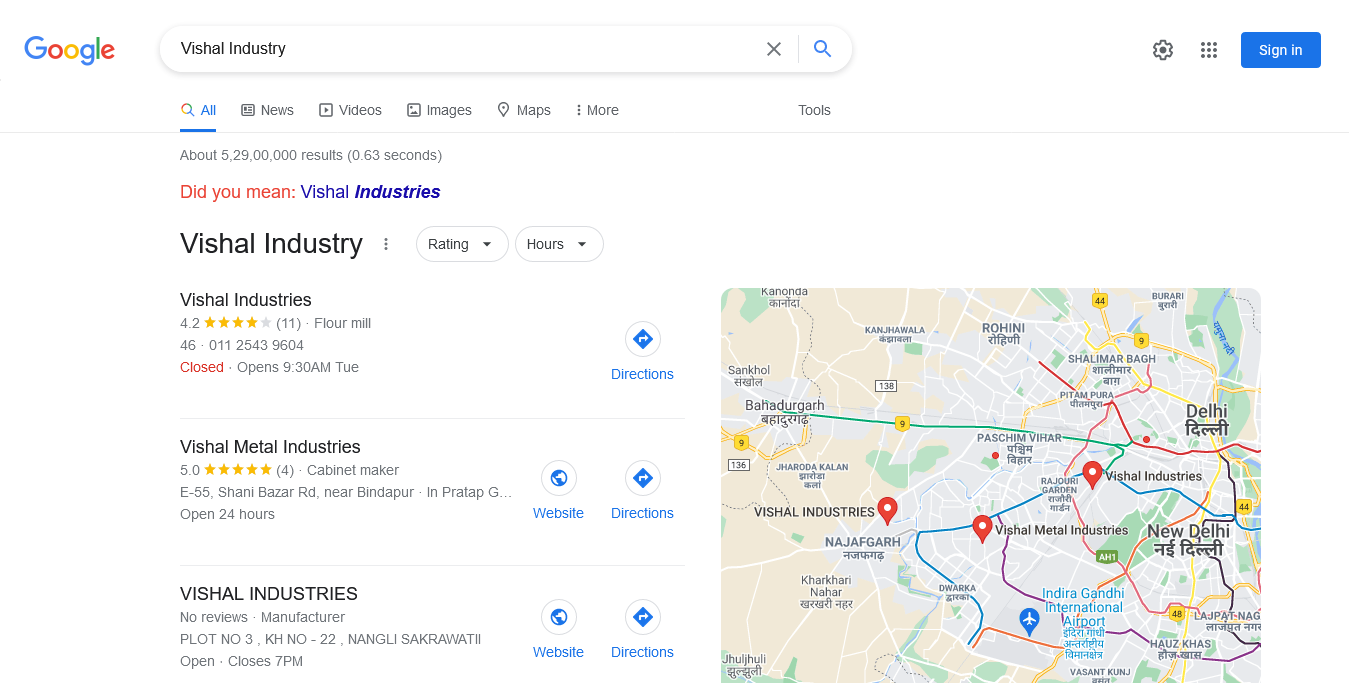 Google
Vishal Industry
Sign in
All
News
Videos
Images
Maps
More
Tools
About 5,29,00,000 results (0.63 seconds)
Did you mean: Vishal Industries
Vishal Industry
Rating
Hours
Vishal Industries
4.2 (11) · Flour mill
46 · 011 2543 9604
Closed · Opens 9:30AM Tue
Directions
Vishal Metal Industries
5.0 (4) · Cabinet maker
E-55, Shani Bazar Rd, near Bindapur · In Pratap G...
Open 24 hours
Website
Directions
VISHAL INDUSTRIES
No reviews · Manufacturer
PLOT NO 3 , KH NO - 22 , NANGLI SAKRAWATII
Open · Closes 7PM
Website
Directions
Kanonda
कानोंदा
44
BURARI
बुरारी
KANJHAWALA
कंझावला
ROHINI
रोहिणी
यमुना नदी
9
SHALIMAR BAGH
शालीमार
बाग़
Sankhol
संखोल
138
PITAM PURA
पीतमपुरा
Bahadurgarh
बहादुरगढ़
Delhi
दिल्ली
9
9
PASCHIM VIHAR
पश्चिम
विहार
136
JHARODA KALAN
झारोडा
कलां
RAJOURI
GARDEN
राजौरी
गार्डन
Vishal Industries
VISHAL INDUSTRIES
44
Vishal Metal Industries
New Delhi
नई दिल्ली
NAJAFGARH
नजफगढ़
AH1
Kharkhari
Nahar
खरखरी नहर
DWARKA
द्वारका
Indira Gandhi
International
Airport
इंदिरा गांधी
अन्तर्राष्ट्रीय
विमानक्षेत्र
48
LAJPAT NAG
लाजपत नगर
HAUZ KHAS
हौज़ खास
Jhuljhuli
झुल्झुली
VASANT KUNJ